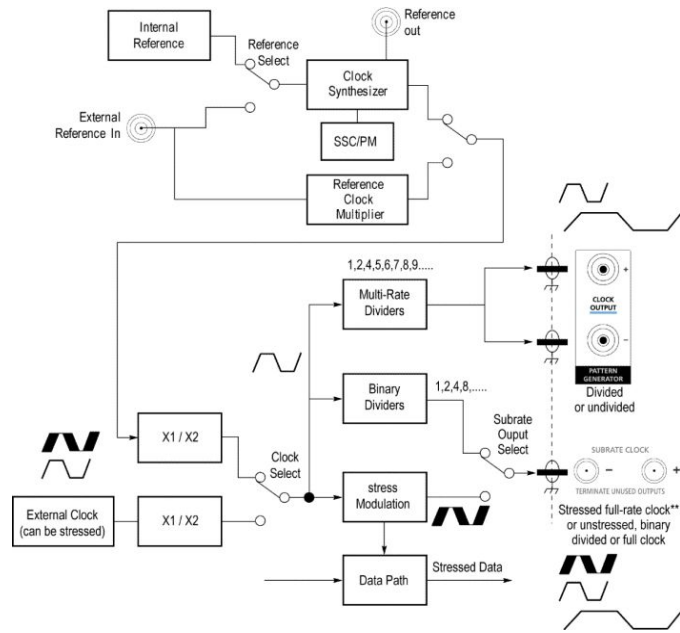 Reference
out
Internal
Reference
Reference
Select
Clock
Synthesizer
External
Reference In
SSC/PM
Reference
Clock
Multiplier
1,2,4,5,6,7,8,9.....
Multi-Rate
Dividers
+
CLOCK
OUTPUT
−
PATTERN
GENERATOR
Divided
or undivided
Binary
Dividers
1,2,4,8,.....
Subrate
Ouput
Select
X1 / X2
Clock
Select
SUBRATE CLOCK
− +
TERMINATE UNUSED OUTPUTS
stress
Modulation
External Clock
(can be stressed)
X1 / X2
Stressed full-rate clock**
or unstressed, binary
divided or full clock
Data Path
Stressed Data